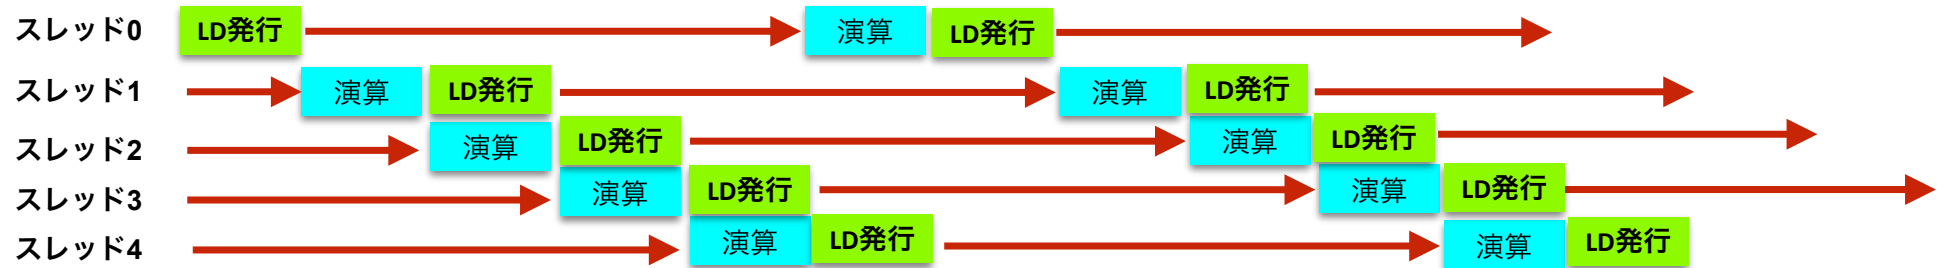 スレッド0 LD発行 演算 LD発行
スレッド1 演算 LD発行 演算 LD発行
スレッド2 演算 LD発行 演算 LD発行
スレッド3 演算 LD発行 演算 LD発行
スレッド4 演算 LD発行 演算 LD発行